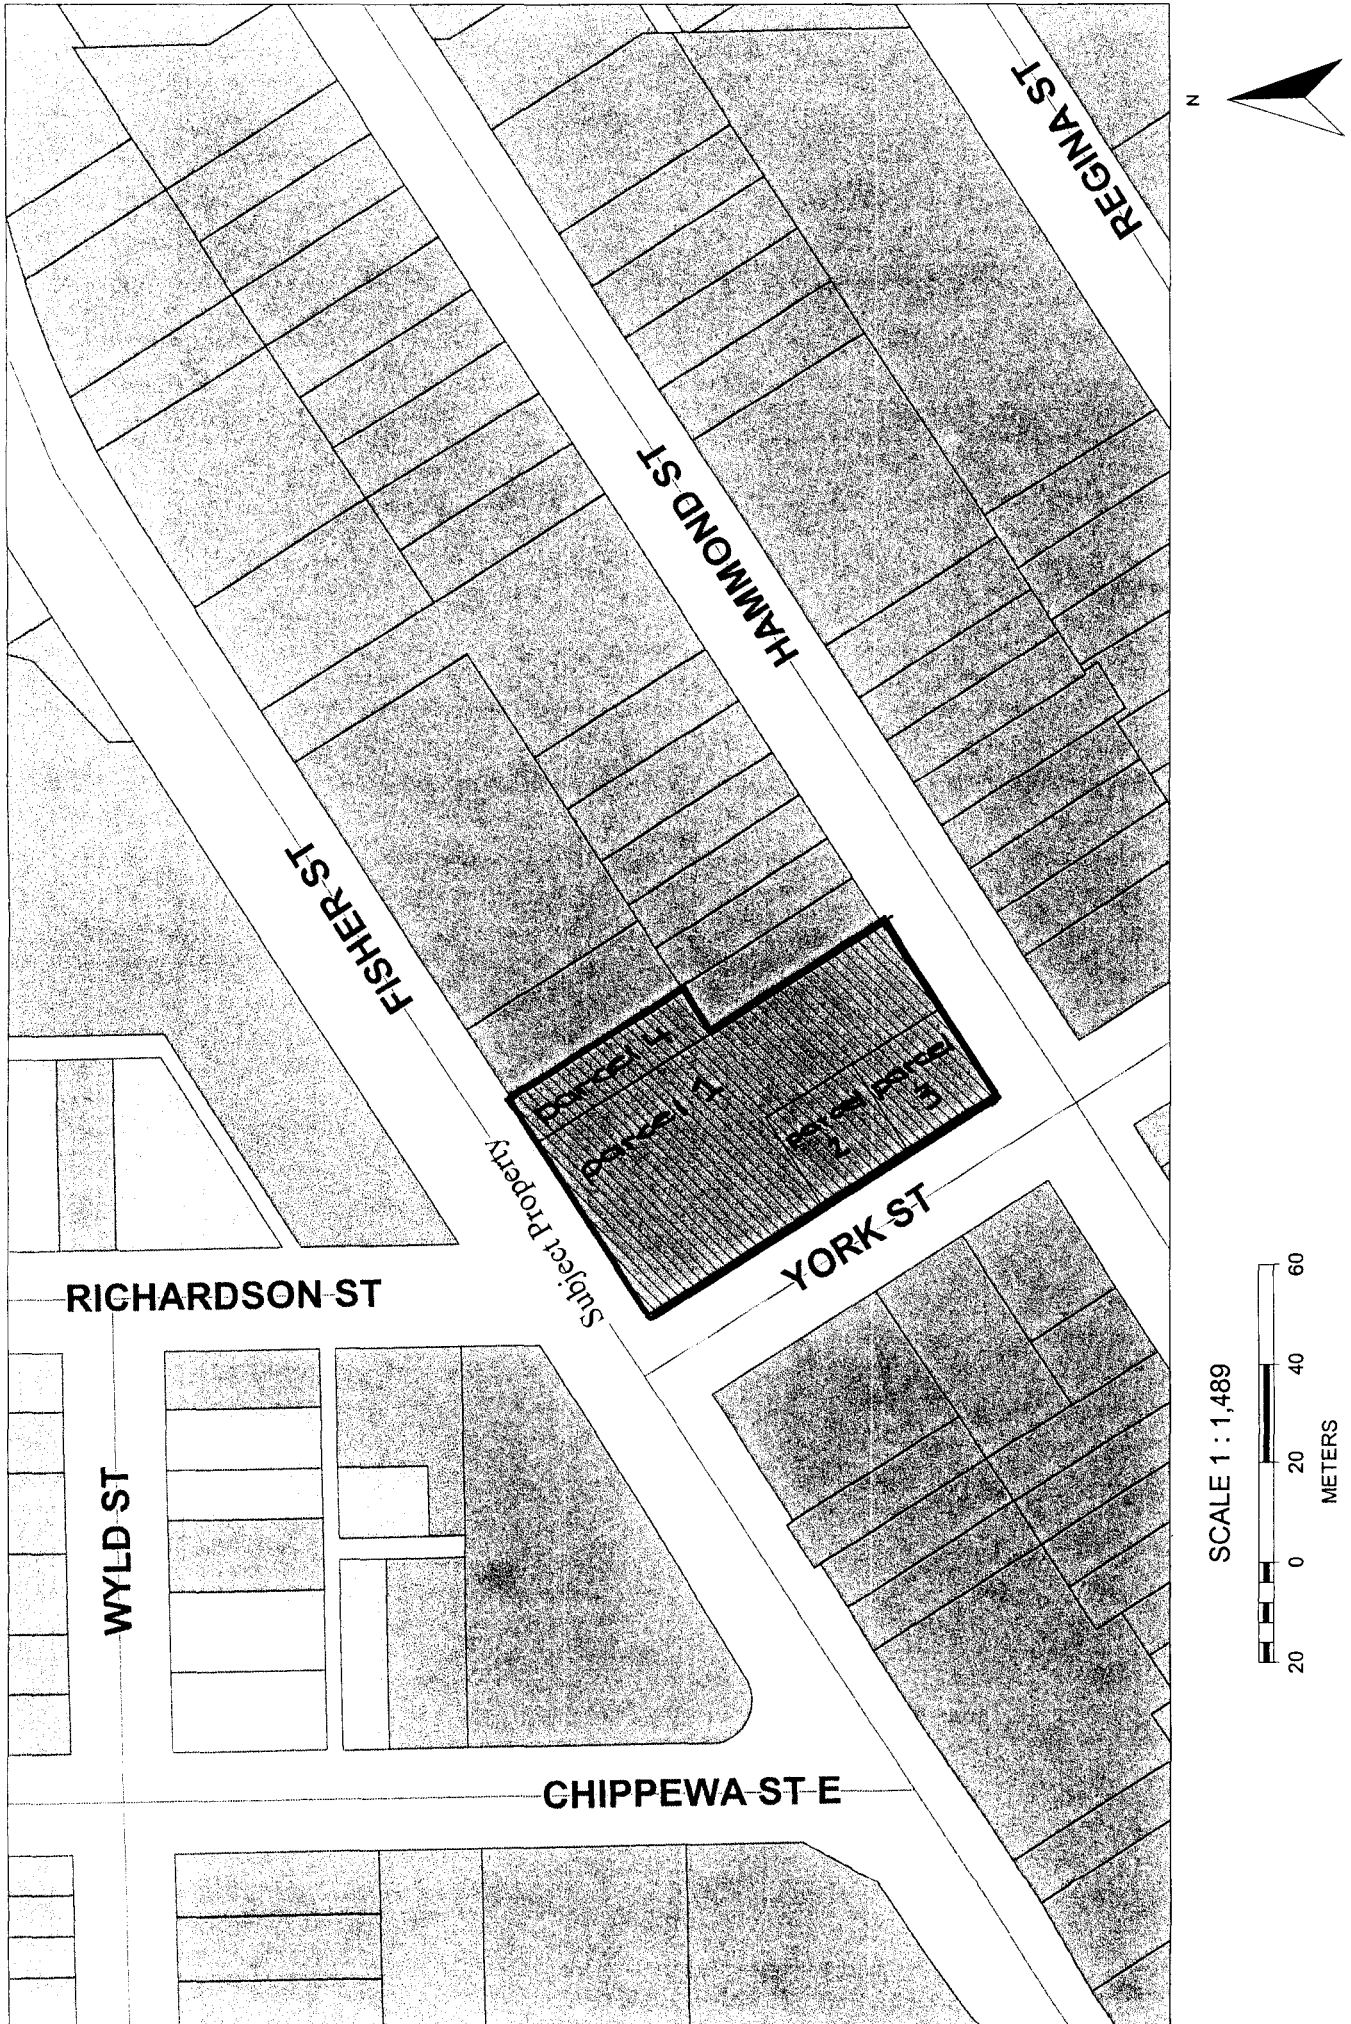 REGINA ST
N
HAMMOND ST
FISHER ST
Parcel 4
Parcel 1
Parcel
2
Parcel
3
Subject Property
YORK ST
RICHARDSON ST
WYLD ST
CHIPPEWA ST E
SCALE 1 : 1,489
20 0 20 40 60
METERS